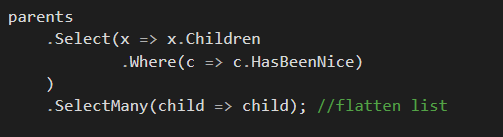 parents
.Select(x => x.Children
.Where(c => c.HasBeenNice)
)
.SelectMany(child => child); //flatten list